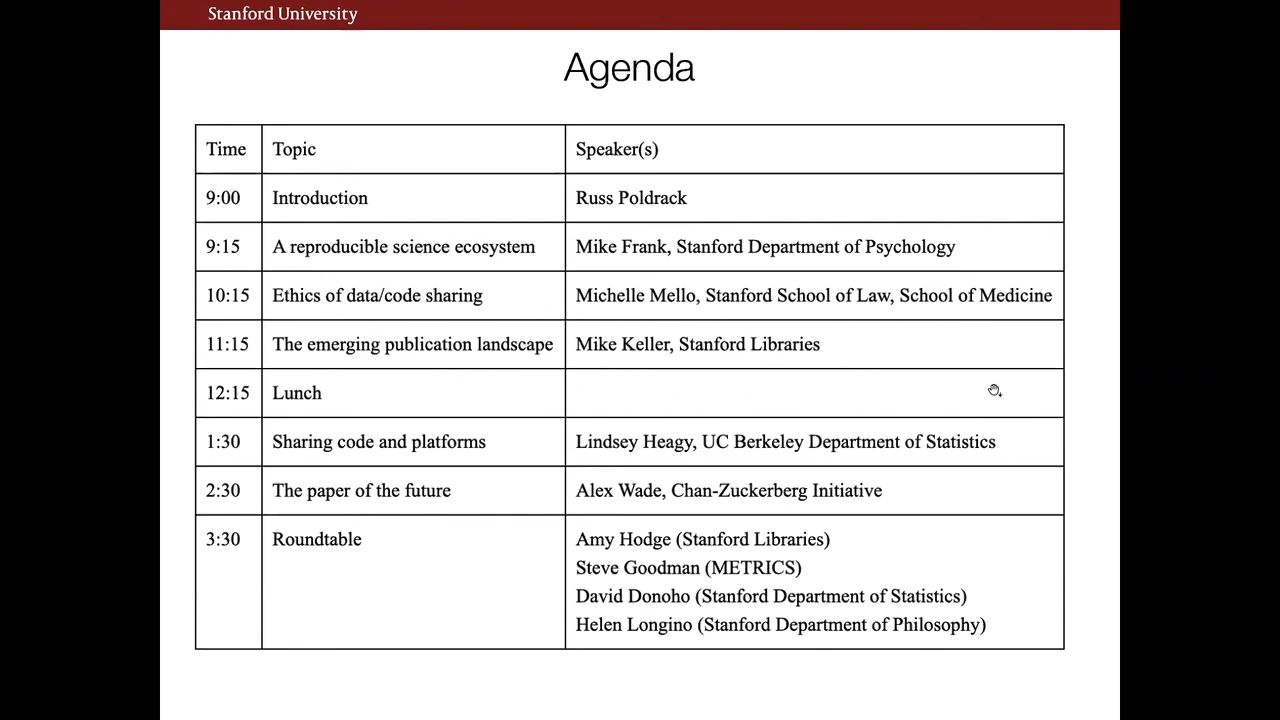 Stanford University
Agenda
Time Topic Speaker(s)
9:00 Introduction Russ Poldrack
9:15 A reproducible science ecosystem Mike Frank, Stanford Department of Psychology
10:15 Ethics of data/code sharing Michelle Mello, Stanford School of Law, School of Medicine
11:15 The emerging publication landscape Mike Keller, Stanford Libraries
12:15 Lunch
1:30 Sharing code and platforms Lindsey Heagy, UC Berkeley Department of Statistics
2:30 The paper of the future Alex Wade, Chan-Zuckerberg Initiative
3:30 Roundtable Amy Hodge (Stanford Libraries)
Steve Goodman (METRICS)
David Donoho (Stanford Department of Statistics)
Helen Longino (Stanford Department of Philosophy)